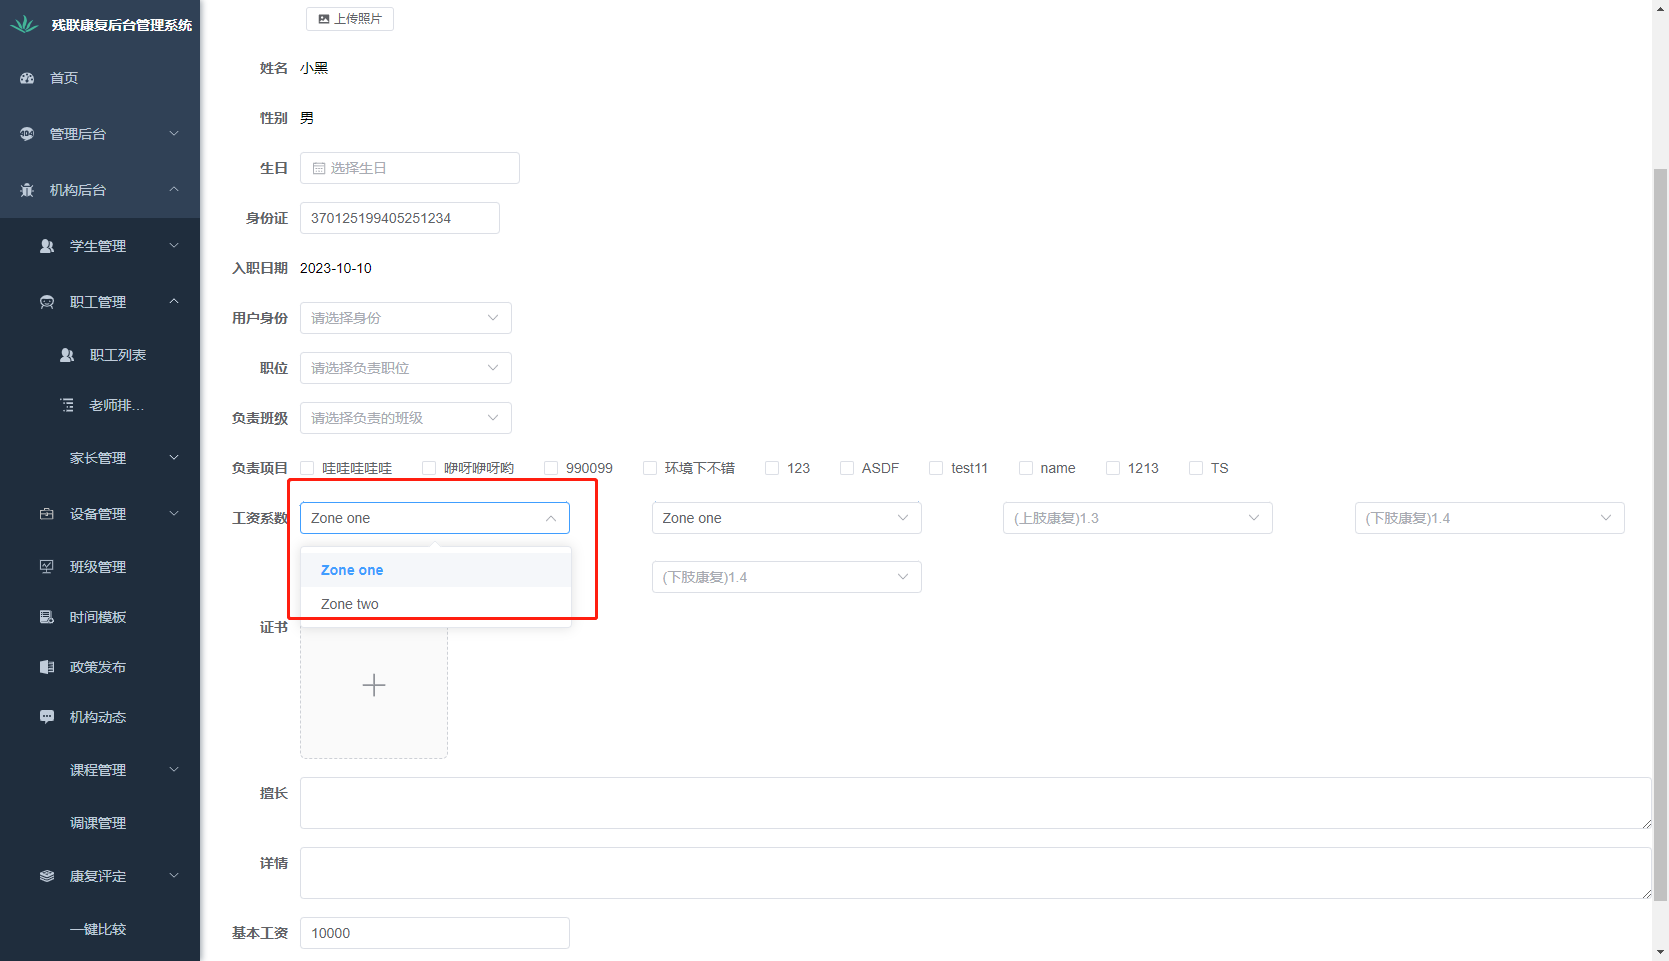 残联康复后台管理系统
首页
管理后台
机构后台
学生管理
职工管理
职工列表
老师排...
家长管理
设备管理
班级管理
时间模板
政策发布
机构动态
课程管理
调课管理
康复评定
一键比较
上传照片
姓名 小黑
性别 男
生日 选择生日
身份证 370125199405251234
入职日期 2023-10-10
用户身份 请选择身份
职位 请选择负责职位
负责班级 请选择负责的班级
负责项目 哇哇哇哇哇 咿呀咿呀哟 990099 环境下不错 123 ASDF test11 name 1213 TS
工资系数 Zone one Zone one (上肢康复)1.3 (下肢康复)1.4
Zone one
(下肢康复)1.4
Zone two
证书
擅长
详情
基本工资 10000